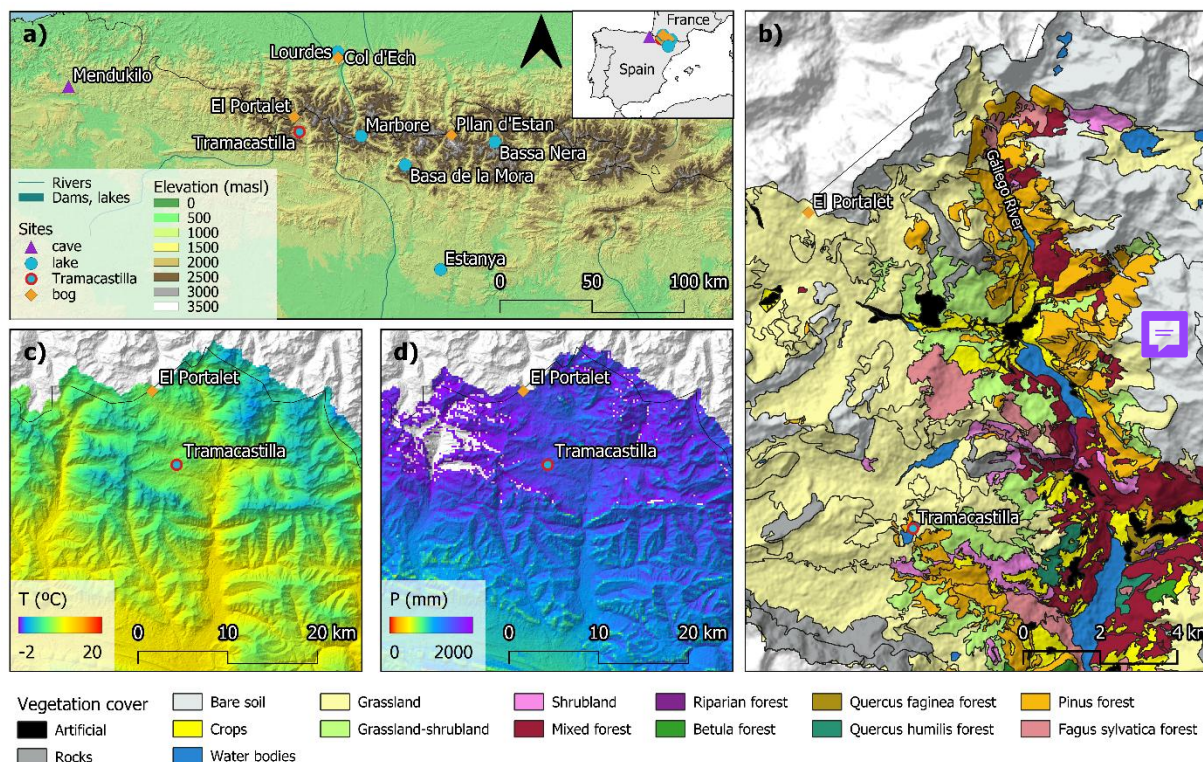 a)
Mendukilo
Lourdes
Col d'Ech
El Portalet
Tramacastilla
Marbore
Pllan d'Estan
Bassa Nera
Basa de la Mora
Estanya
France
Spain
Rivers
Dams, lakes
Sites
cave
lake
Tramacastilla
bog
Elevation (masl)
0
500
1000
1500
2000
2500
3000
3500
0 50 100 km
b)
El Portalet
Gállego River
Tramacastilla
0 2 4 km
c)
El Portalet
Tramacastilla
T (ºC)
-2 20
0 10 20 km
d)
El Portalet
Tramacastilla
P (mm)
0 2000
0 10 20 km
Vegetation cover
Artificial
Rocks
Bare soil
Crops
Water bodies
Grassland
Grassland-shrubland
Shrubland
Mixed forest
Riparian forest
Betula forest
Quercus faginea forest
Quercus humilis forest
Pinus forest
Fagus sylvatica forest